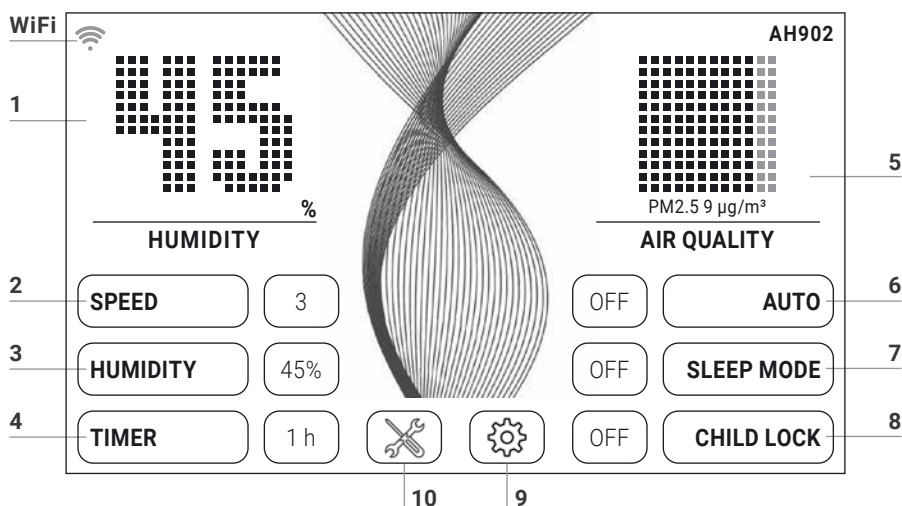 WiFi
AH902
1
45
%
HUMIDITY
PM2.5 9 µg/m³
AIR QUALITY
5
2
SPEED
3
OFF
AUTO
6
3
HUMIDITY
45%
OFF
SLEEP MODE
7
4
TIMER
1 h
OFF
CHILD LOCK
8
10
9